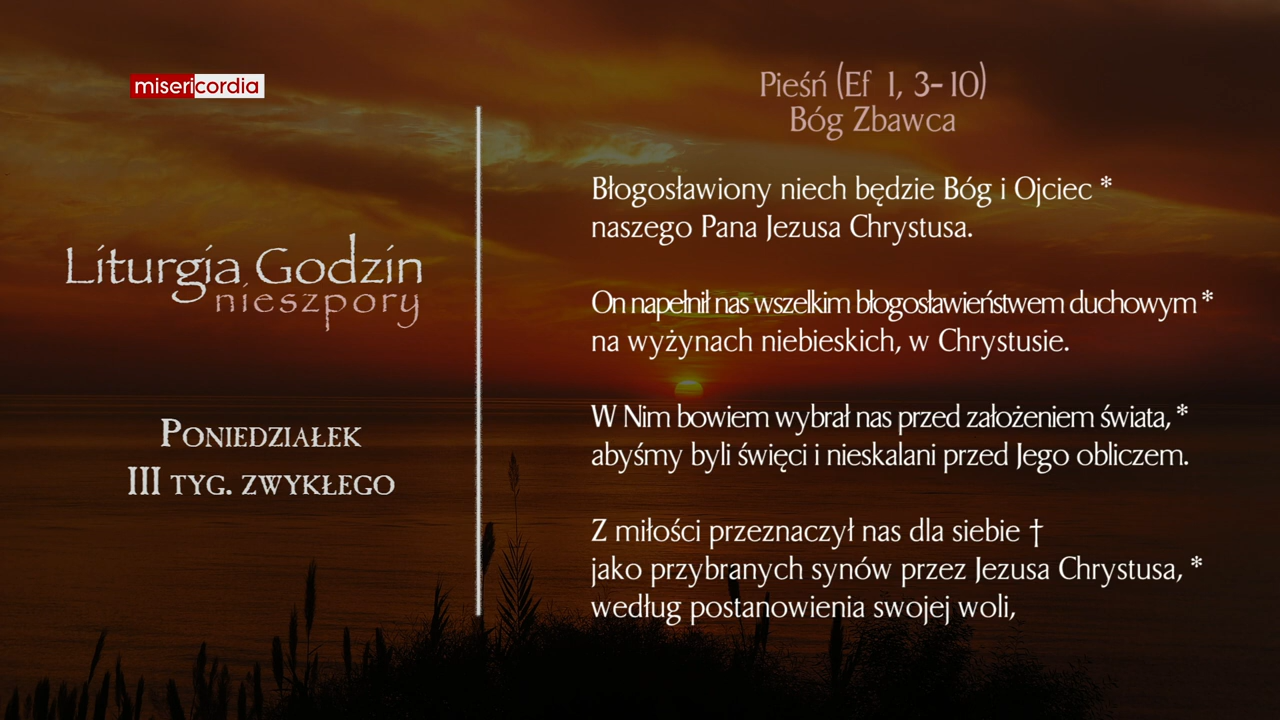 misericordia
Liturgia Godzin
nieszpory
Poniedziałek
III tyg. zwykłego
Pieśń (Ef 1, 3-10)
Bóg Zbawca
Błogosławiony niech będzie Bóg i Ojciec *
naszego Pana Jezusa Chrystusa.
On napełnił nas wszelkim błogosławieństwem duchowym *
na wyżynach niebieskich, w Chrystusie.
W Nim bowiem wybrał nas przed założeniem świata, *
abyśmy byli święci i nieskalani przed Jego obliczem.
Z miłości przeznaczył nas dla siebie †
jako przybranych synów przez Jezusa Chrystusa, *
według postanowienia swojej woli,